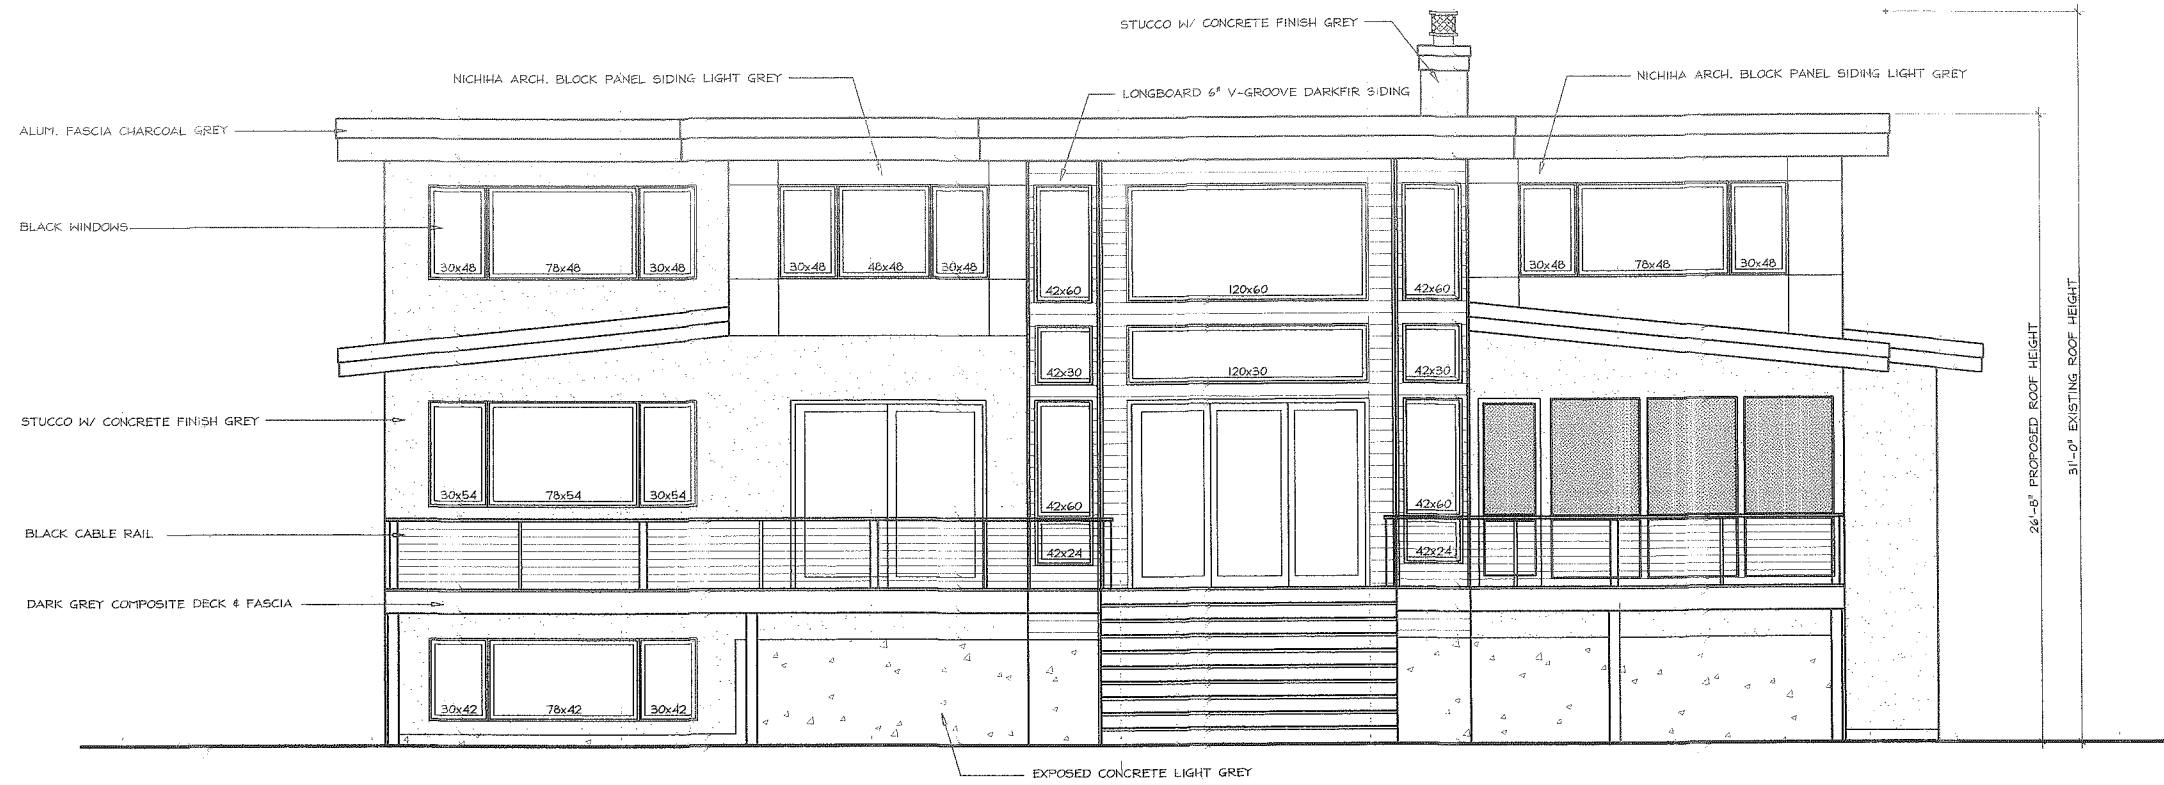 STUCCO W/ CONCRETE FINISH GREY
NICHIHA ARCH. BLOCK PANEL SIDING LIGHT GREY
NICHIHA ARCH. BLOCK PANEL SIDING LIGHT GREY
LONGBOARD 6" V-GROOVE DARKFIR SIDING
ALUM. FASCIA CHARCOAL GREY
BLACK WINDOWS
30x48 78x48 30x48
30x48 48x48 30x48
42x60
120x60
42x60
30x48 78x48 30x48
42x30
120x30
42x30
26'-8" PROPOSED ROOF HEIGHT
31'-0" EXISTING ROOF HEIGHT
STUCCO W/ CONCRETE FINISH GREY
30x54 78x54 30x54
42x60
42x60
BLACK CABLE RAIL
42x24
42x24
DARK GREY COMPOSITE DECK & FASCIA
30x42 78x42 30x42
EXPOSED CONCRETE LIGHT GREY